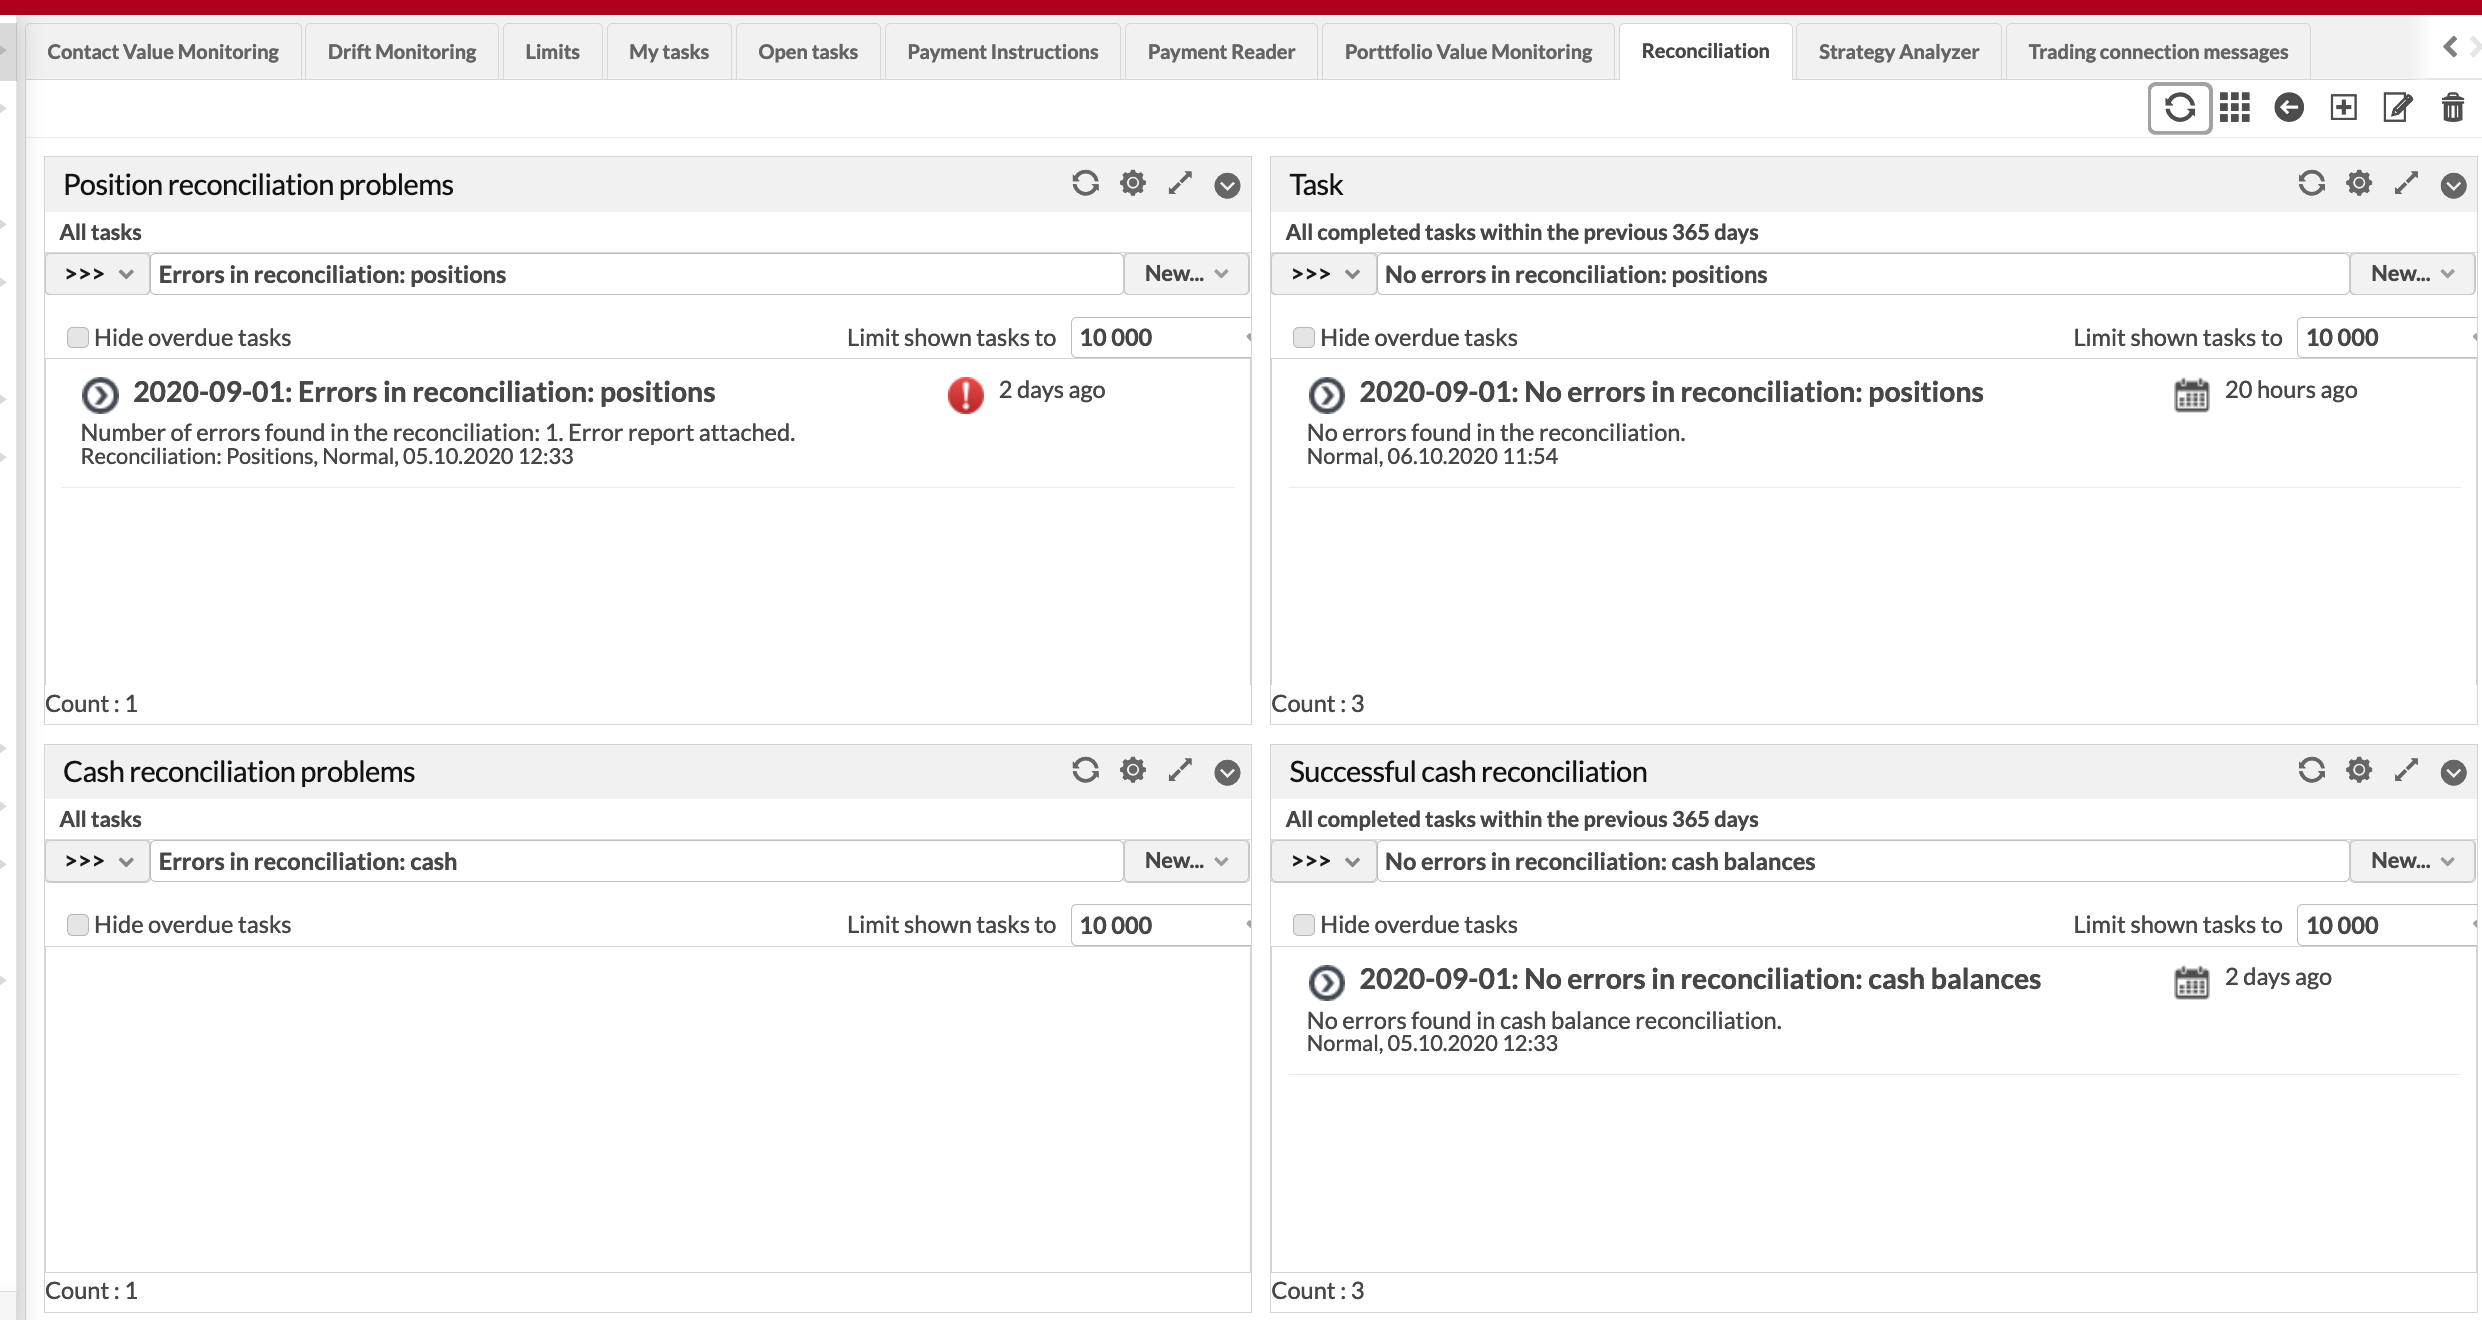 Contact Value Monitoring
Drift Monitoring
Limits
My tasks
Open tasks
Payment Instructions
Payment Reader
Porttfolio Value Monitoring
Reconciliation
Strategy Analyzer
Trading connection messages
Position reconciliation problems
All tasks
>>>
Errors in reconciliation: positions
New...
Hide overdue tasks
Limit shown tasks to
10 000
2020-09-01: Errors in reconciliation: positions
2 days ago
Number of errors found in the reconciliation: 1. Error report attached.
Reconciliation: Positions, Normal, 05.10.2020 12:33
Count : 1
Task
All completed tasks within the previous 365 days
>>>
No errors in reconciliation: positions
New...
Hide overdue tasks
Limit shown tasks to
10 000
2020-09-01: No errors in reconciliation: positions
20 hours ago
No errors found in the reconciliation.
Normal, 06.10.2020 11:54
Count : 3
Cash reconciliation problems
All tasks
>>>
Errors in reconciliation: cash
New...
Hide overdue tasks
Limit shown tasks to
10 000
Count : 1
Successful cash reconciliation
All completed tasks within the previous 365 days
>>>
No errors in reconciliation: cash balances
New...
Hide overdue tasks
Limit shown tasks to
10 000
2020-09-01: No errors in reconciliation: cash balances
2 days ago
No errors found in cash balance reconciliation.
Normal, 05.10.2020 12:33
Count : 3